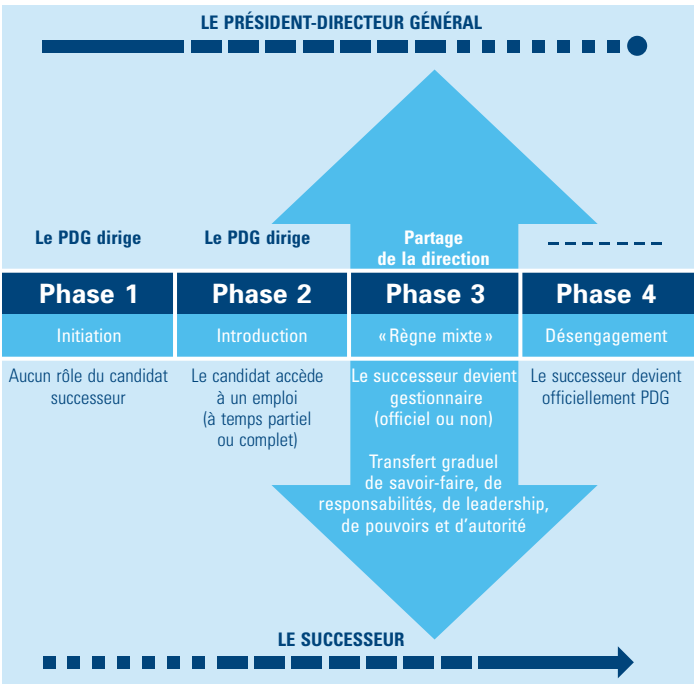 LE PRÉSIDENT-DIRECTEUR GÉNÉRAL
Le PDG dirige
Le PDG dirige
Partage
de la direction
Phase 1
Phase 2
Phase 3
Phase 4
Initiation
Introduction
«Règne mixte»
Désengagement
Aucun rôle du candidat
successeur
Le candidat accède
à un emploi
(à temps partiel
ou complet)
Le successeur devient
gestionnaire
(officiel ou non)
Transfert graduel
de savoir-faire, de
responsabilités, de leadership,
de pouvoirs et d'autorité
Le successeur devient
officiellement PDG
LE SUCCESSEUR